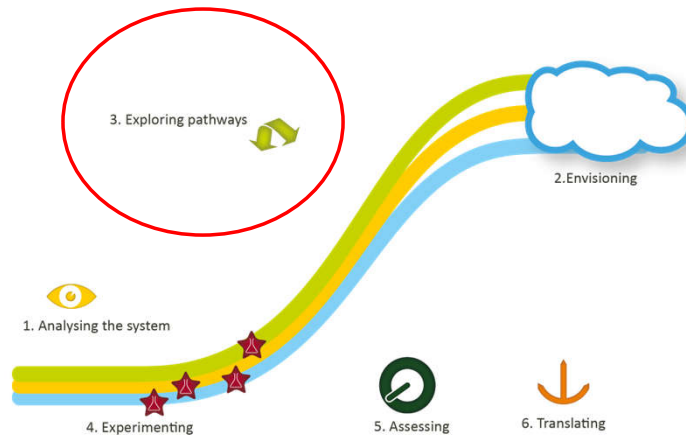 3. Exploring pathways
2.Envisioning
1. Analysing the system
4. Experimenting
5. Assessing
6. Translating